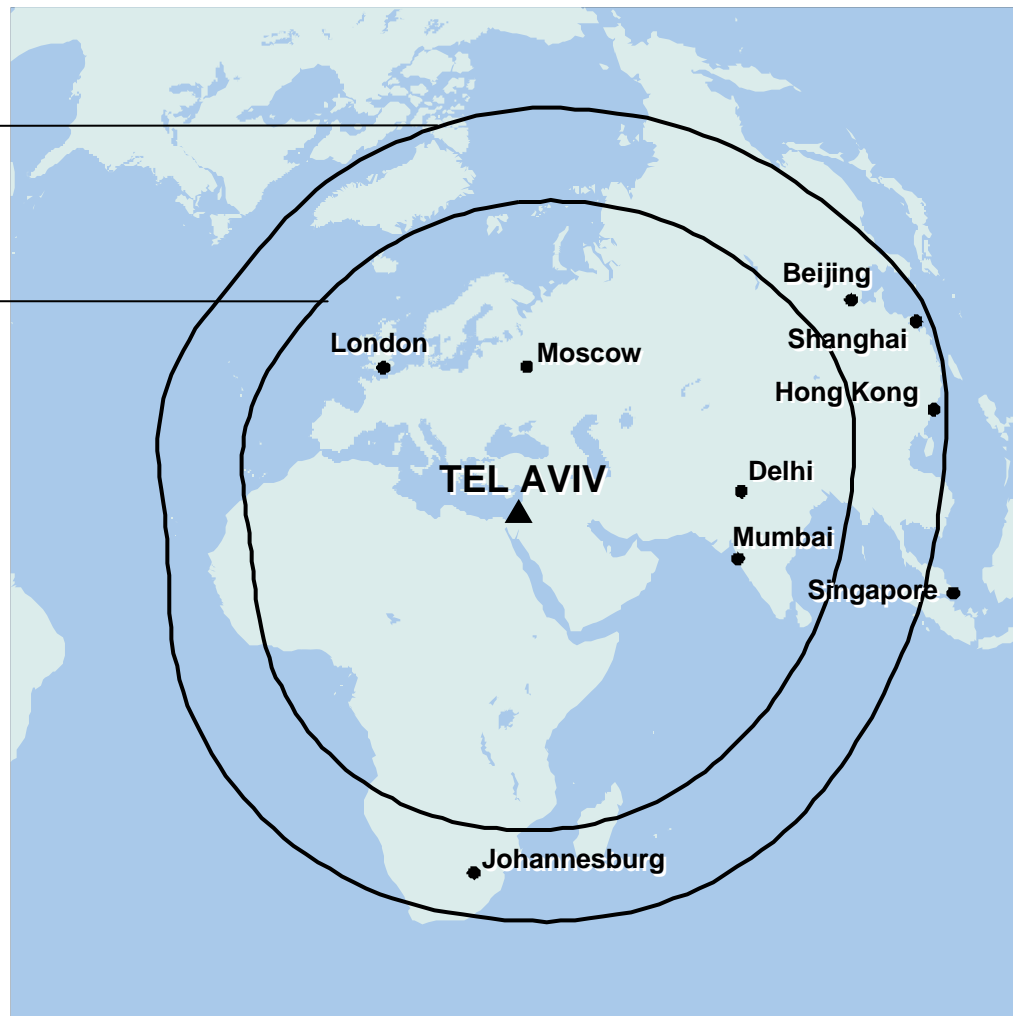 Beijing
Shanghai
London
Moscow
Hong Kong
TEL AVIV
Delhi
Mumbai
Singapore
Johannesburg